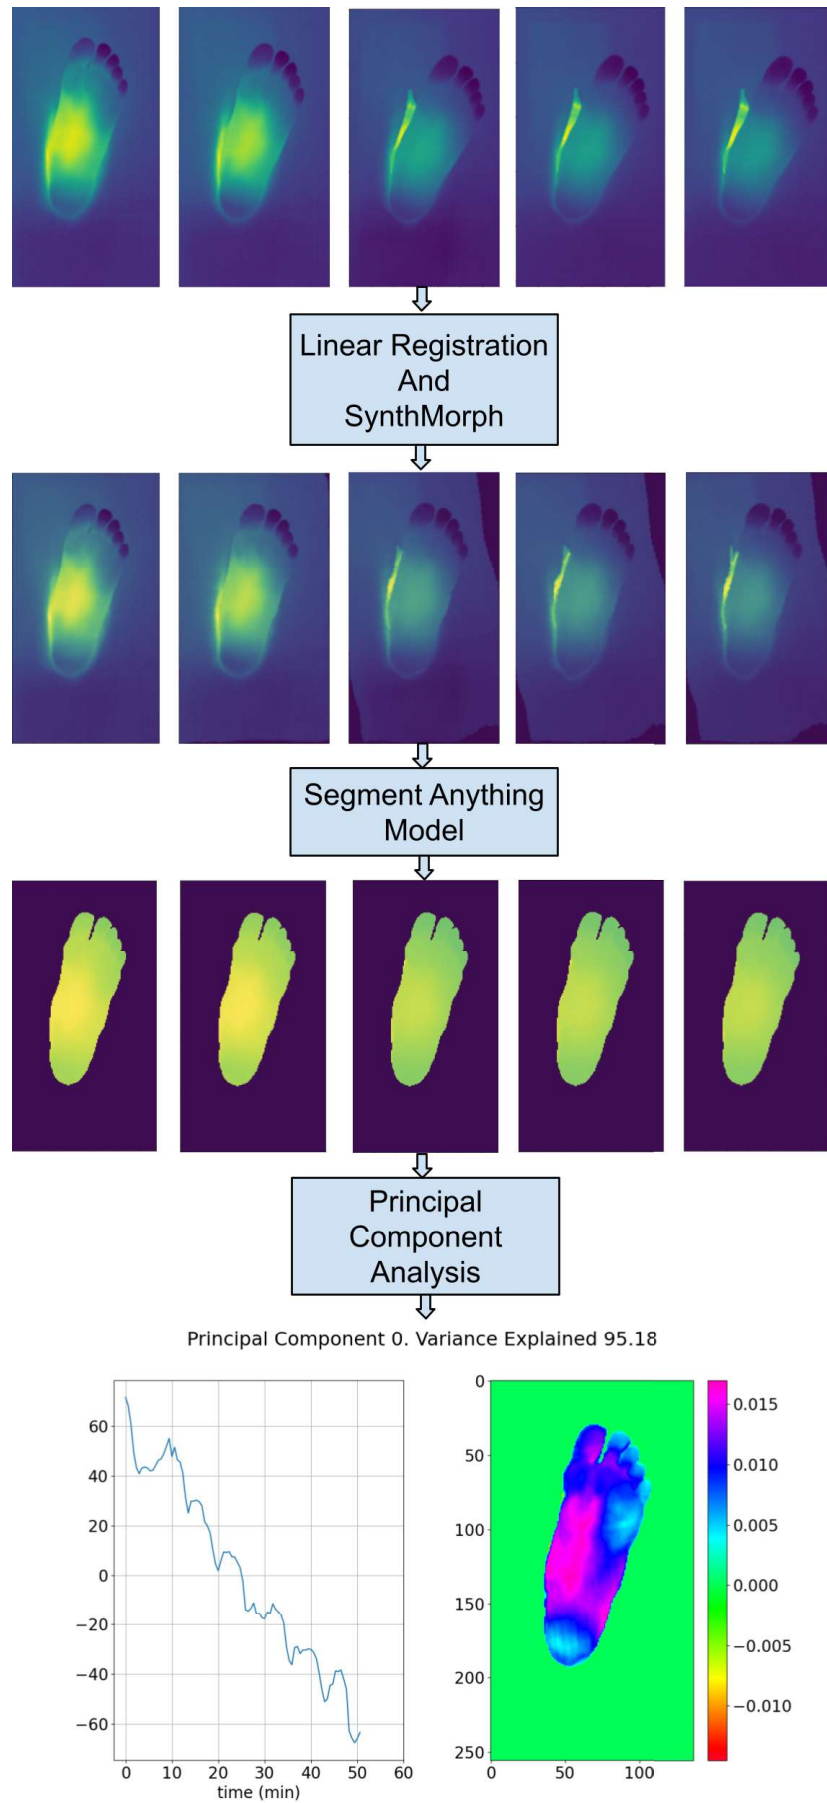 Linear Registration
And
SynthMorph
Segment Anything
Model
Principal
Component
Analysis
Principal Component 0. Variance Explained 95.18
60
40
20
0
−20
−40
−60
0 10 20 30 40 50 60
time (min)
0
50
100
150
200
250
0 50 100
0.015
0.010
0.005
0.000
−0.005
−0.010